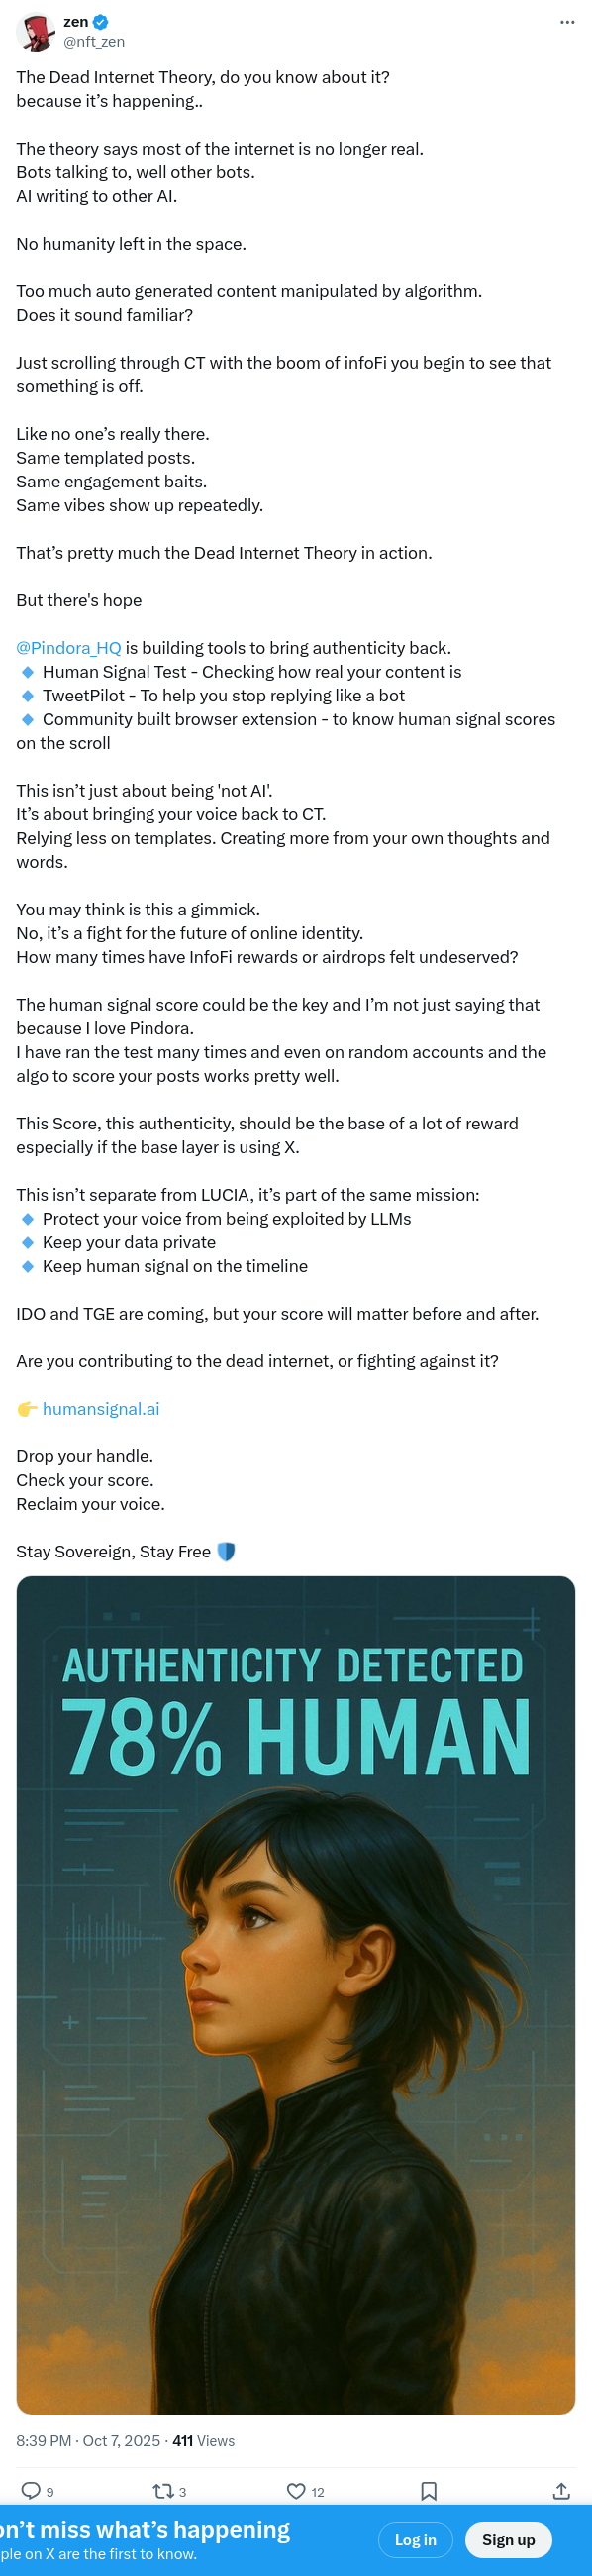 zen
@nft_zen
The Dead Internet Theory, do you know about it?
because it’s happening..
The theory says most of the internet is no longer real.
Bots talking to, well other bots.
AI writing to other AI.
No humanity left in the space.
Too much auto generated content manipulated by algorithm.
Does it sound familiar?
Just scrolling through CT with the boom of infoFi you begin to see that
something is off.
Like no one’s really there.
Same templated posts.
Same engagement baits.
Same vibes show up repeatedly.
That’s pretty much the Dead Internet Theory in action.
But there's hope
@Pindora_HQ is building tools to bring authenticity back.
🔹 Human Signal Test - Checking how real your content is
🔹 TweetPilot - To help you stop replying like a bot
🔹 Community built browser extension - to know human signal scores
on the scroll
This isn’t just about being 'not AI'.
It’s about bringing your voice back to CT.
Relying less on templates. Creating more from your own thoughts and
words.
You may think is this a gimmick.
No, it’s a fight for the future of online identity.
How many times have InfoFi rewards or airdrops felt undeserved?
The human signal score could be the key and I’m not just saying that
because I love Pindora.
I have ran the test many times and even on random accounts and the
algo to score your posts works pretty well.
This Score, this authenticity, should be the base of a lot of reward
especially if the base layer is using X.
This isn’t separate from LUCIA, it’s part of the same mission:
🔹 Protect your voice from being exploited by LLMs
🔹 Keep your data private
🔹 Keep human signal on the timeline
IDO and TGE are coming, but your score will matter before and after.
Are you contributing to the dead internet, or fighting against it?
👉 humansignal.ai
Drop your handle.
Check your score.
Reclaim your voice.
Stay Sovereign, Stay Free 🛡️
AUTHENTICITY DETECTED
78% HUMAN
8:39 PM · Oct 7, 2025 · 411 Views
9 3 12
on’t miss what’s happening
ple on X are the first to know.
Log in
Sign up